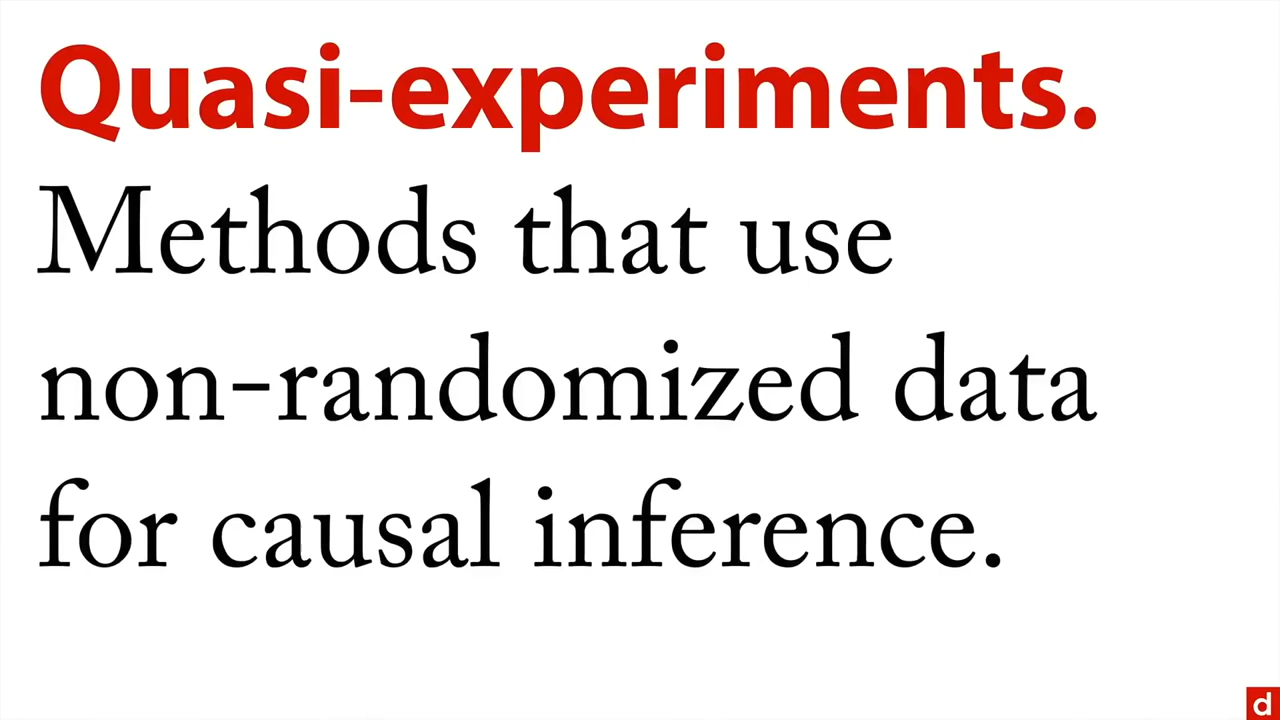 Quasi-experiments.
Methods that use
non-randomized data
for causal inference.
d